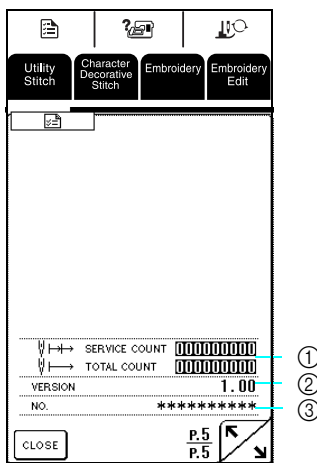 Utility
Stitch
Character
Decorative
Stitch
Embroidery
Embroidery
Edit
SERVICE COUNT 000000000
TOTAL COUNT 000000000
VERSION 1.00
NO. **********
CLOSE
P.5
P.5
①
②
③